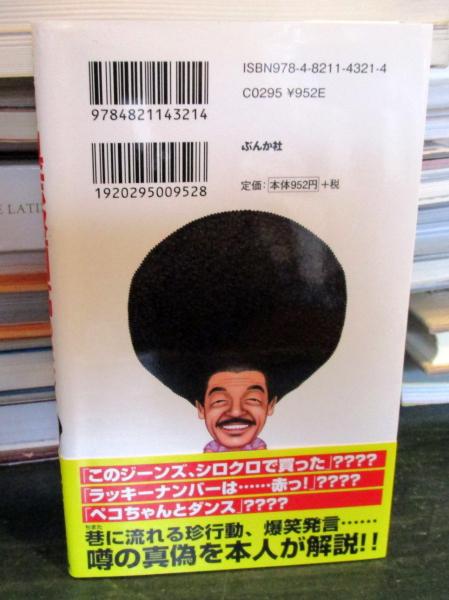 ISBN978-4-8211-4321-4
C0295 ¥952E
9784821143214
ぶんか社
定価：本体952円＋税
1920295009528
「このジーンズ、シロクロで買った」????
「ラッキーナンバーは……赤っ!」????
「ペコちゃんとダンス」????
ちまた
巷に流れる珍行動、爆笑発言……
噂の真偽を本人が解説!!
E LATI